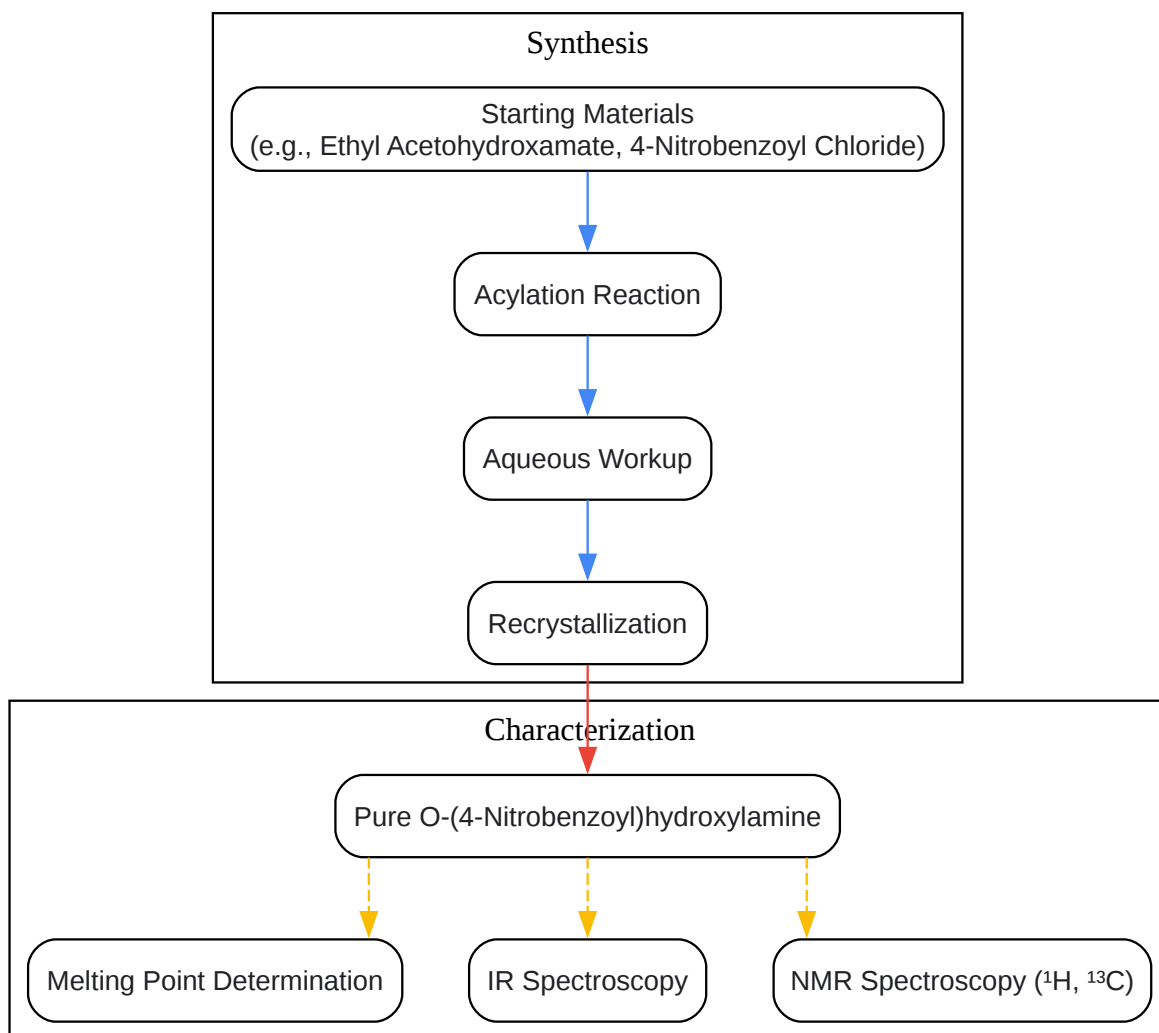 Synthesis
Starting Materials
(e.g., Ethyl Acetohydroxamate, 4-Nitrobenzoyl Chloride)
Acylation Reaction
Aqueous Workup
Recrystallization
Characterization
Pure O-(4-Nitrobenzoyl)hydroxylamine
Melting Point Determination
IR Spectroscopy
NMR Spectroscopy (¹H, ¹³C)